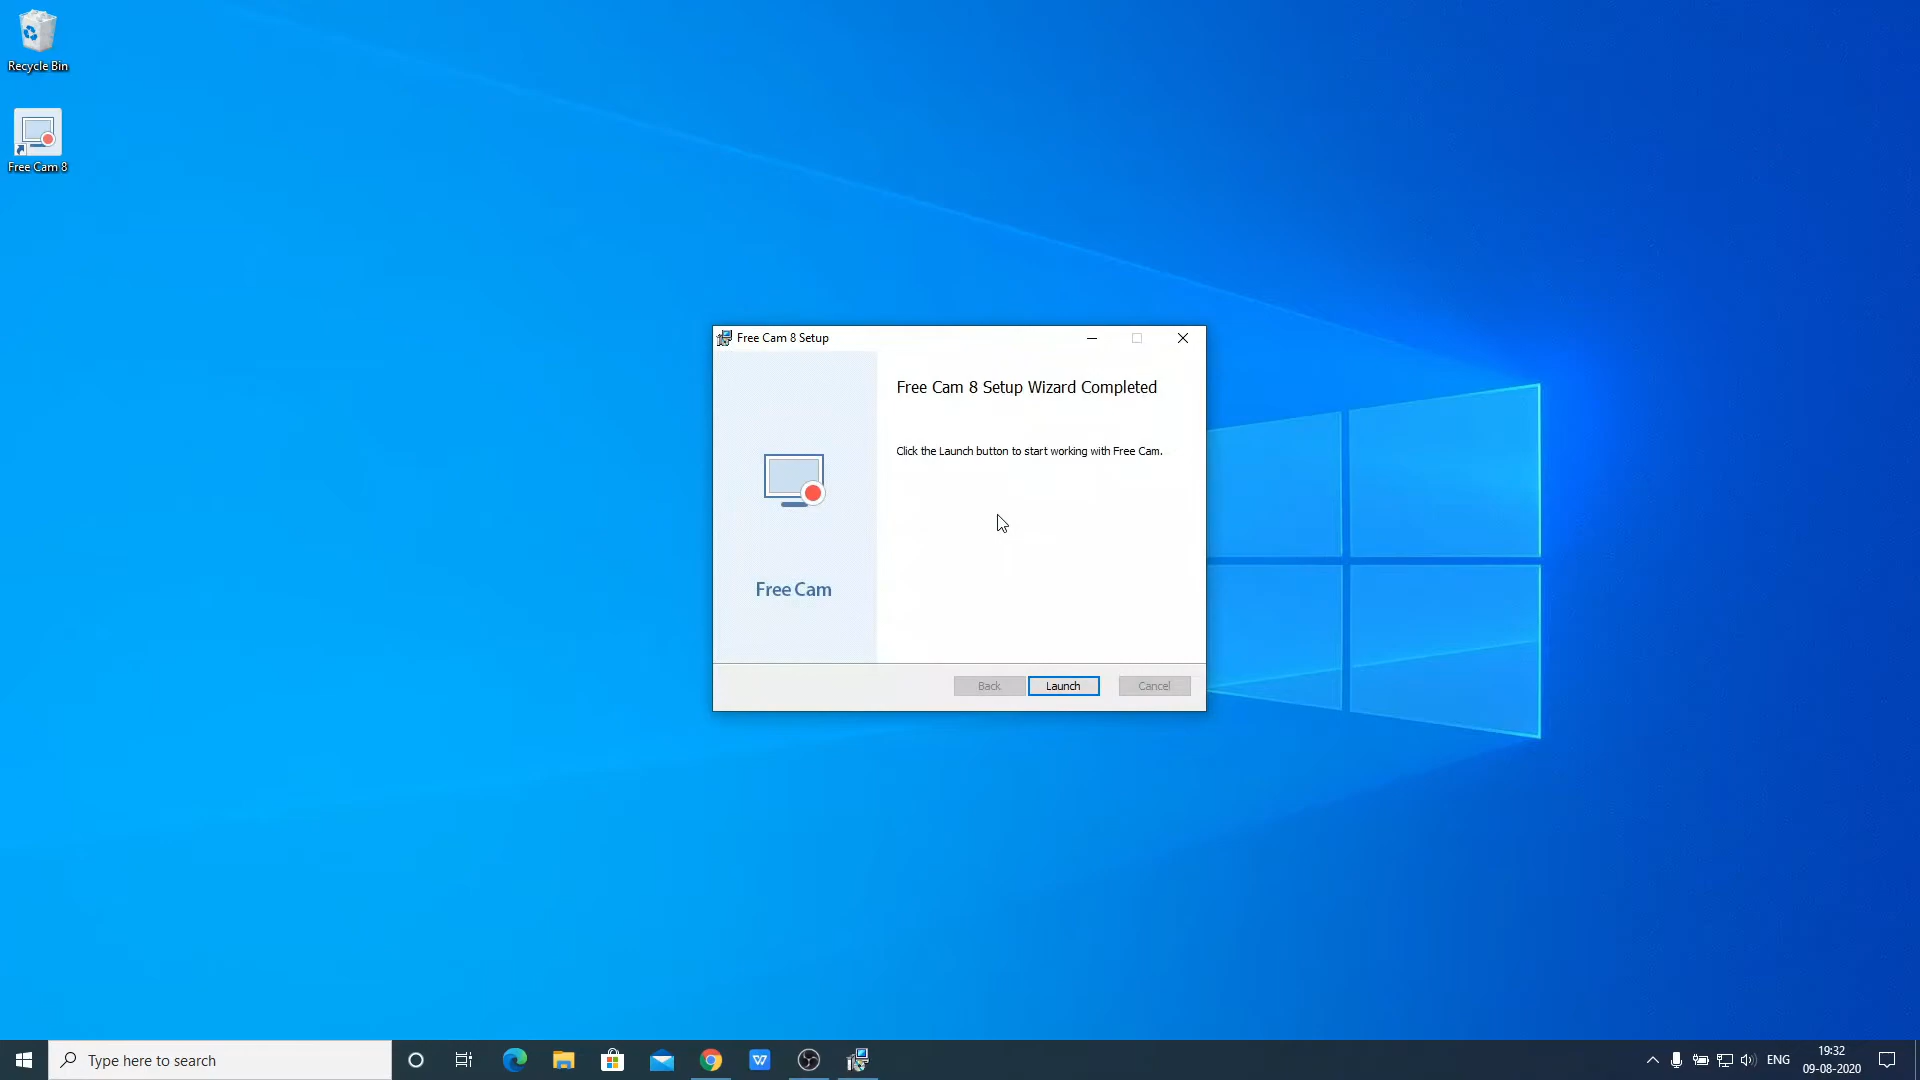 Recycle Bin
Free Cam 8
Free Cam 8 Setup
Free Cam 8 Setup Wizard Completed
Click the Launch button to start working with Free Cam.
Free Cam
Back
Launch
Cancel
Type here to search
ENG
19:32
09-08-2020